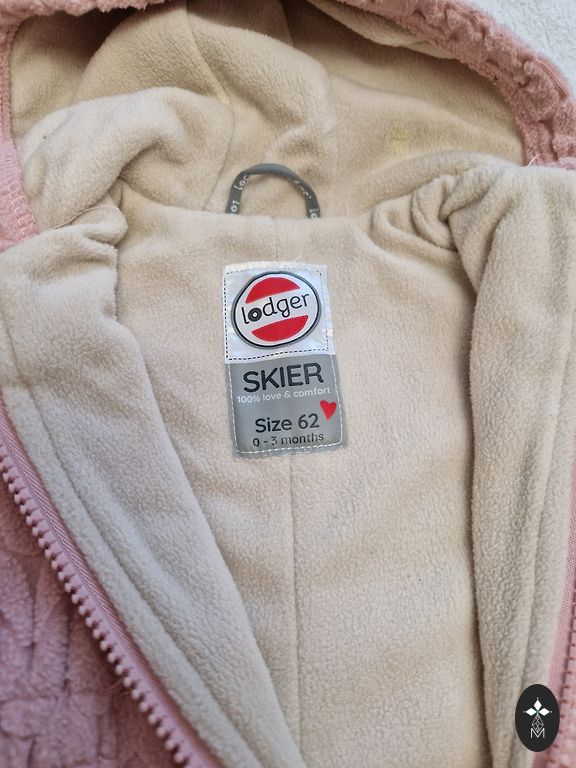 lodger
SKIER
100% love & comfort
Size 62
0 - 3 months
M